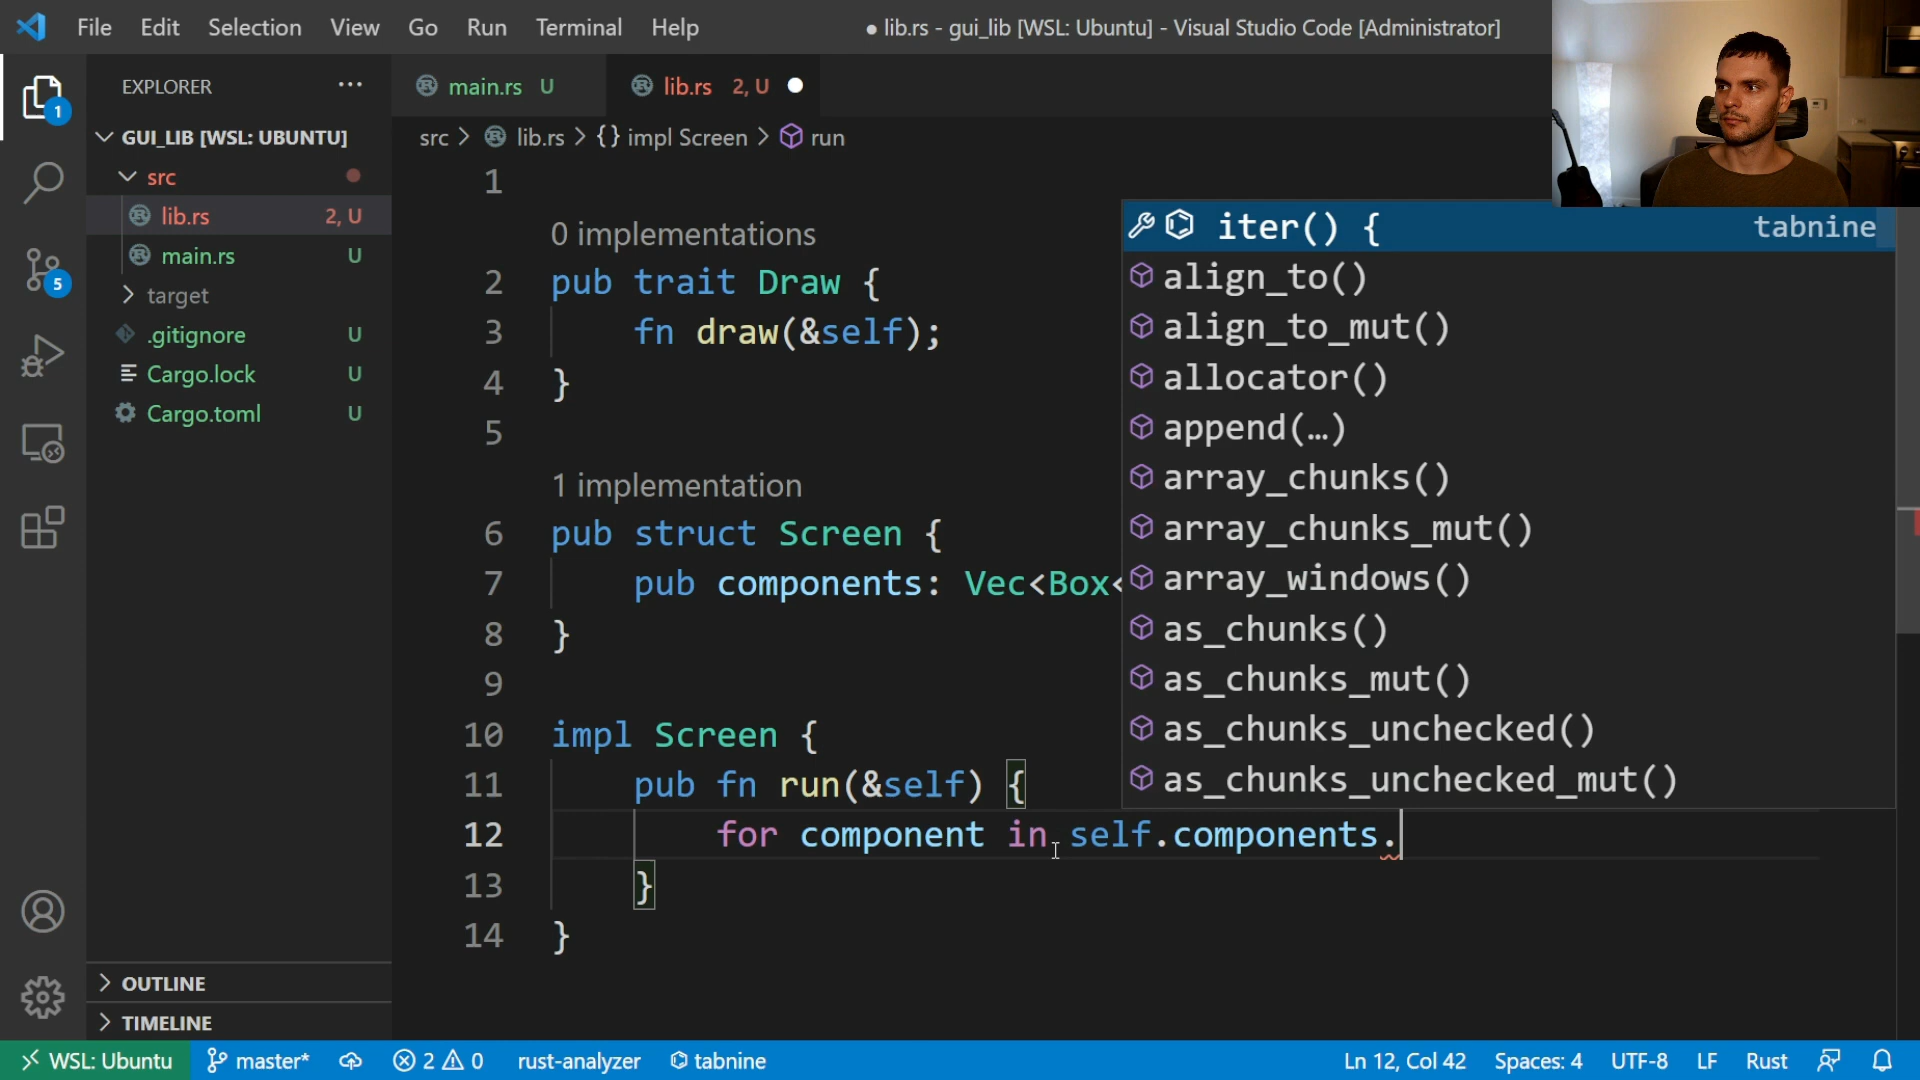 File Edit Selection View Go Run Terminal Help
● lib.rs - gui_lib [WSL: Ubuntu] - Visual Studio Code [Administrator]
EXPLORER ...
main.rs U
lib.rs 2, U ●
1
GUI_LIB [WSL: UBUNTU]
src
lib.rs 2, U
main.rs U
target
.gitignore U
Cargo.lock U
Cargo.toml U
5
OUTLINE
TIMELINE
src > lib.rs > {} impl Screen > run
1
0 implementations
2 pub trait Draw {
3 fn draw(&self);
4 }
5
1 implementation
6 pub struct Screen {
7 pub components: Vec<Box<
8 }
9
10 impl Screen {
11 pub fn run(&self) {
12 for component in self.components.
13 }
14 }
iter() { tabnine
align_to()
align_to_mut()
allocator()
append(…)
array_chunks()
array_chunks_mut()
array_windows()
as_chunks()
as_chunks_mut()
as_chunks_unchecked()
as_chunks_unchecked_mut()
WSL: Ubuntu master* 2 0 rust-analyzer tabnine Ln 12, Col 42 Spaces: 4 UTF-8 LF Rust